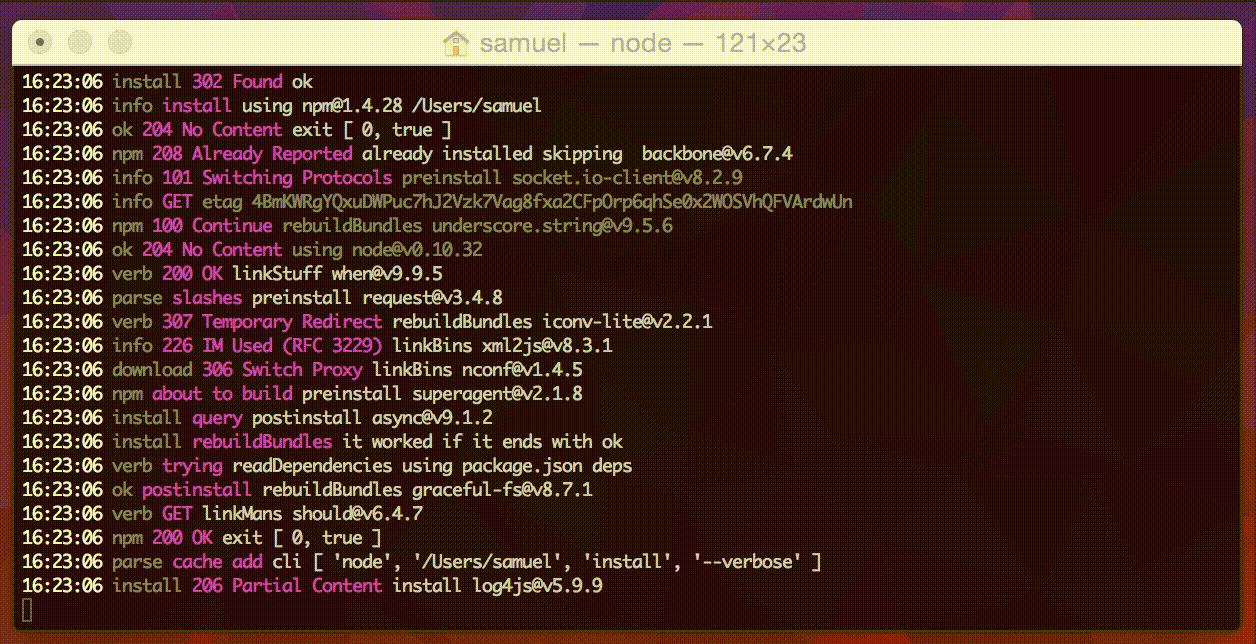 samuel — node — 121×23
16:23:06 install 302 Found ok
16:23:06 info install using npm@1.4.28 /Users/samuel
16:23:06 ok 204 No Content exit [ 0, true ]
16:23:06 npm 208 Already Reported already installed skipping  backbone@v6.7.4
16:23:06 info 101 Switching Protocols preinstall socket.io-client@v8.2.9
16:23:06 info GET etag 4BmKWRgYQxuDWPuc7hJ2Vzk7Vag8fxa2CFpOrp6qhSe0x2WOSVhQFVArdwUn
16:23:06 npm 100 Continue rebuildBundles underscore.string@v9.5.6
16:23:06 ok 204 No Content using node@v0.10.32
16:23:06 verb 200 OK linkStuff when@v9.9.5
16:23:06 parse slashes preinstall request@v3.4.8
16:23:06 verb 307 Temporary Redirect rebuildBundles iconv-lite@v2.2.1
16:23:06 info 226 IM Used (RFC 3229) linkBins xml2js@v8.3.1
16:23:06 download 306 Switch Proxy linkBins nconf@v1.4.5
16:23:06 npm about to build preinstall superagent@v2.1.8
16:23:06 install query postinstall async@v9.1.2
16:23:06 install rebuildBundles it worked if it ends with ok
16:23:06 verb trying readDependencies using package.json deps
16:23:06 ok postinstall rebuildBundles graceful-fs@v8.7.1
16:23:06 verb GET linkMans should@v6.4.7
16:23:06 npm 200 OK exit [ 0, true ]
16:23:06 parse cache add cli [ 'node', '/Users/samuel', 'install', '--verbose' ]
16:23:06 install 206 Partial Content install log4js@v5.9.9